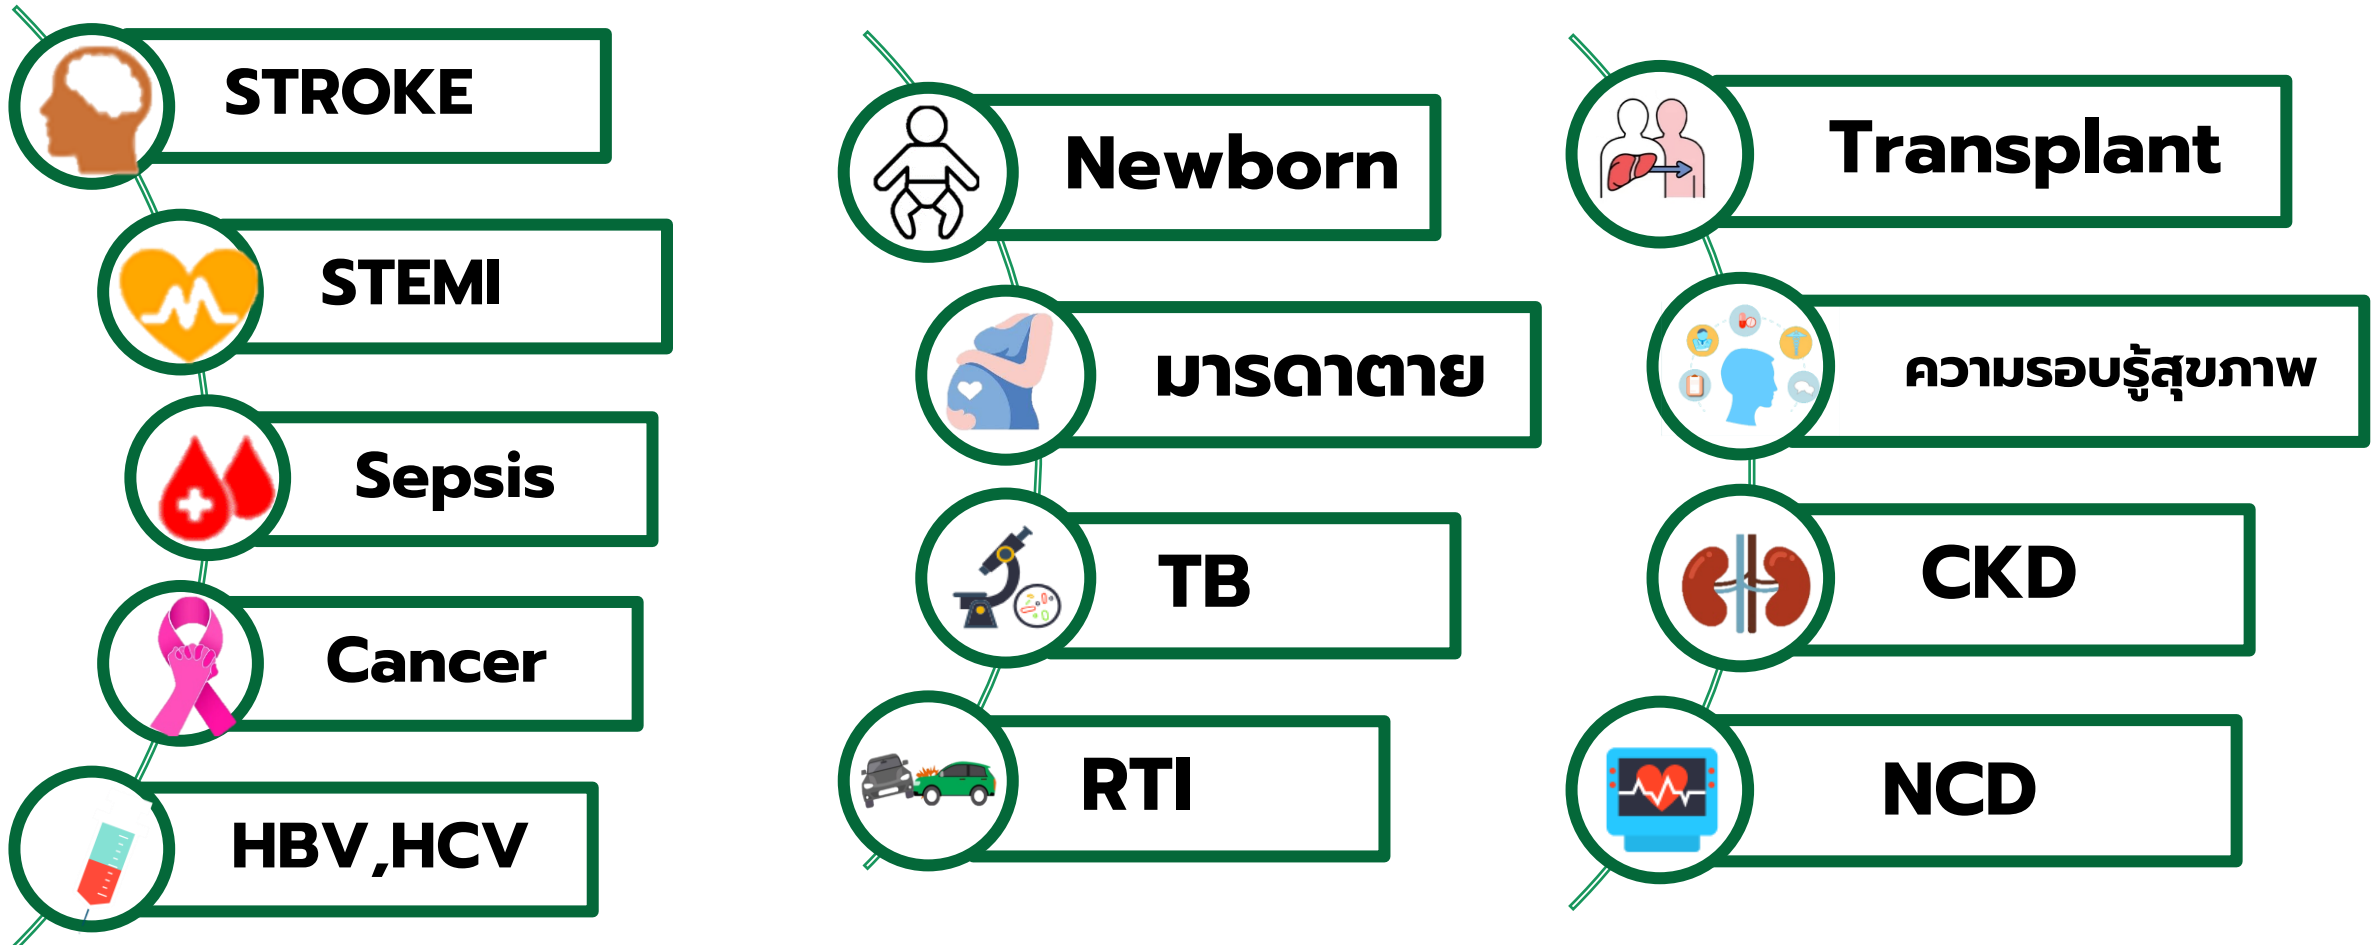 STROKE
STEMI
Sepsis
Cancer
HBV,HCV
Newborn
มารดาตาย
TB
RTI
Transplant
ความรอบรู้สุขภาพ
CKD
NCD